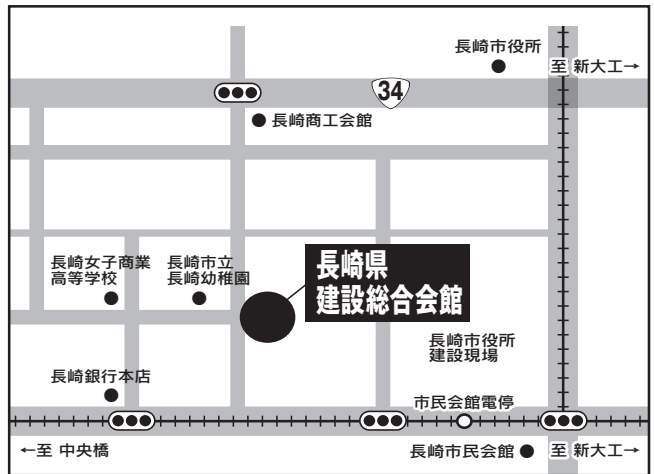 長崎市役所
至 新大工→
34
長崎商工会館
長崎女子商業
高等学校
長崎市立
長崎幼稚園
長崎県
建設総合会館
長崎市役所
建設現場
長崎銀行本店
市民会館電停
←至 中央橋
長崎市民会館
至 新大工→